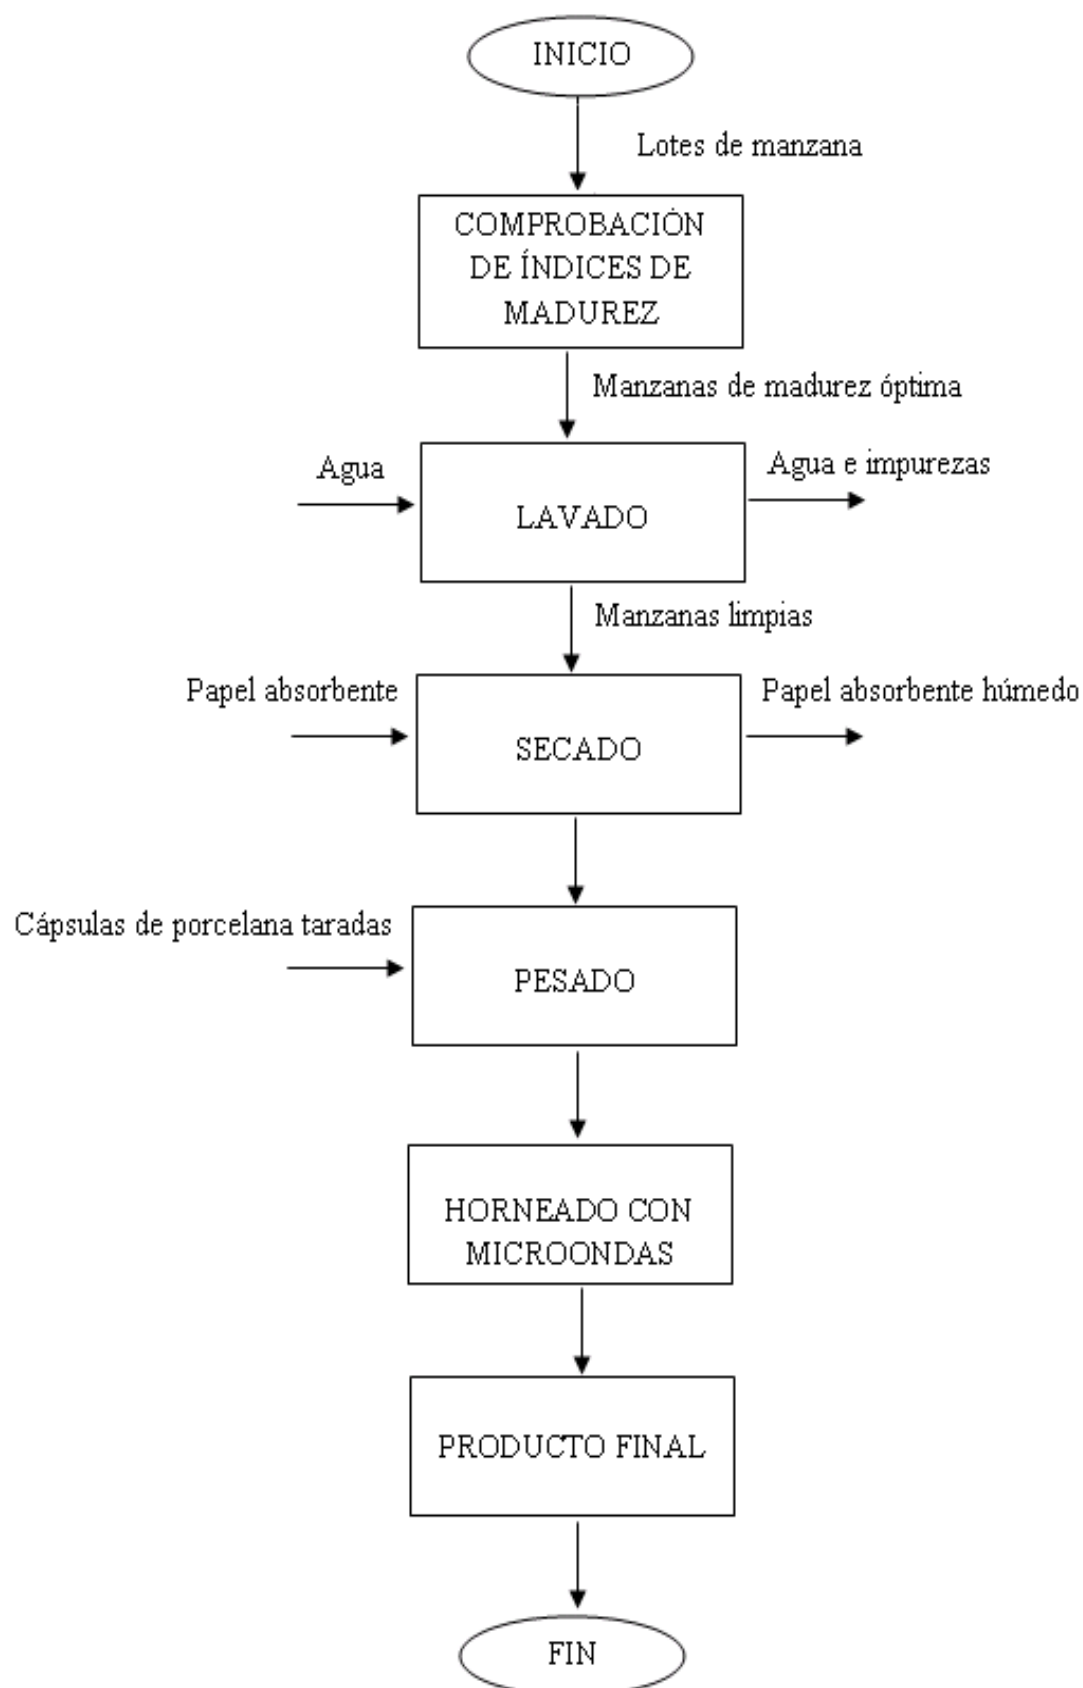 INICIO
Lotes de manzana
COMPROBACIÓN
DE ÍNDICES DE
MADUREZ
Manzanas de madurez óptima
Agua
Agua e impurezas
LAVADO
Manzanas limpias
Papel absorbente
Papel absorbente húmedo
SECADO
Cápsulas de porcelana taradas
PESADO
HORNEADO CON
MICROONDAS
PRODUCTO FINAL
FIN